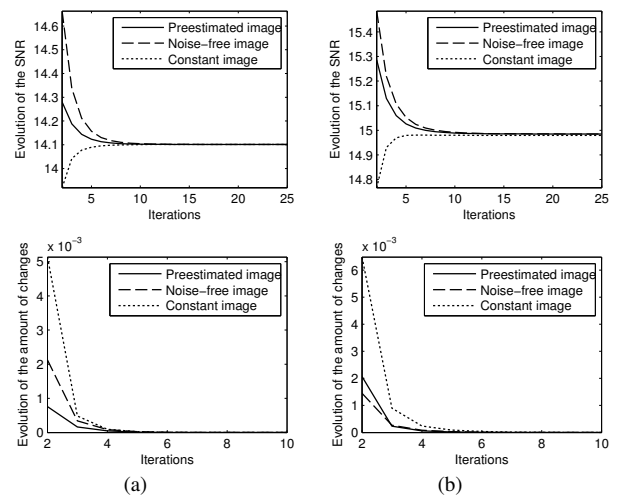 14.6
14.5
14.4
14.3
14.2
14.1
14
Evolution of the SNR
Preestimated image
Noise−free image
Constant image
5 10 15 20 25
Iterations
15.4
15.3
15.2
15.1
15
14.9
14.8
Evolution of the SNR
Preestimated image
Noise−free image
Constant image
5 10 15 20 25
Iterations
x 10−3
5
4
3
2
1
0
Evolution of the amount of changes
Preestimated image
Noise−free image
Constant image
2 4 6 8 10
Iterations
x 10−3
6
5
4
3
2
1
0
Evolution of the amount of changes
Preestimated image
Noise−free image
Constant image
2 4 6 8 10
Iterations
(a)
(b)